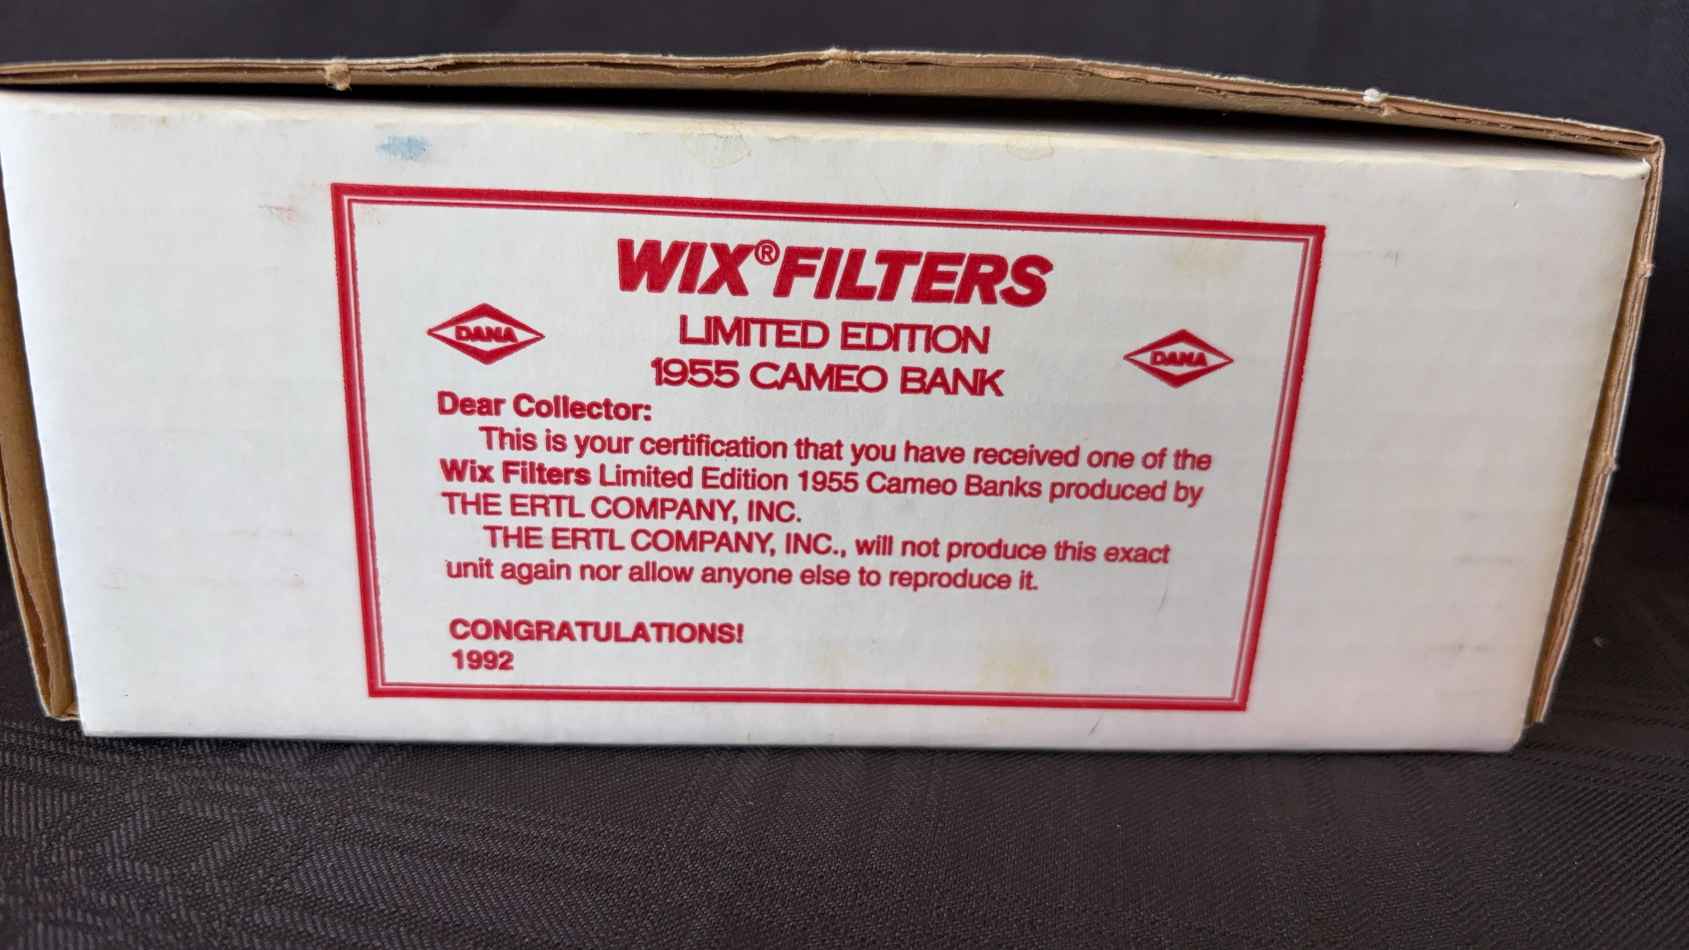 WIX®FILTERS
LIMITED EDITION
DANA
DANA
1955 CAMEO BANK
Dear Collector:
This is your certification that you have received one of the
Wix Filters Limited Edition 1955 Cameo Banks produced by
THE ERTL COMPANY, INC.
THE ERTL COMPANY, INC., will not produce this exact
unit again nor allow anyone else to reproduce it.
CONGRATULATIONS!
1992